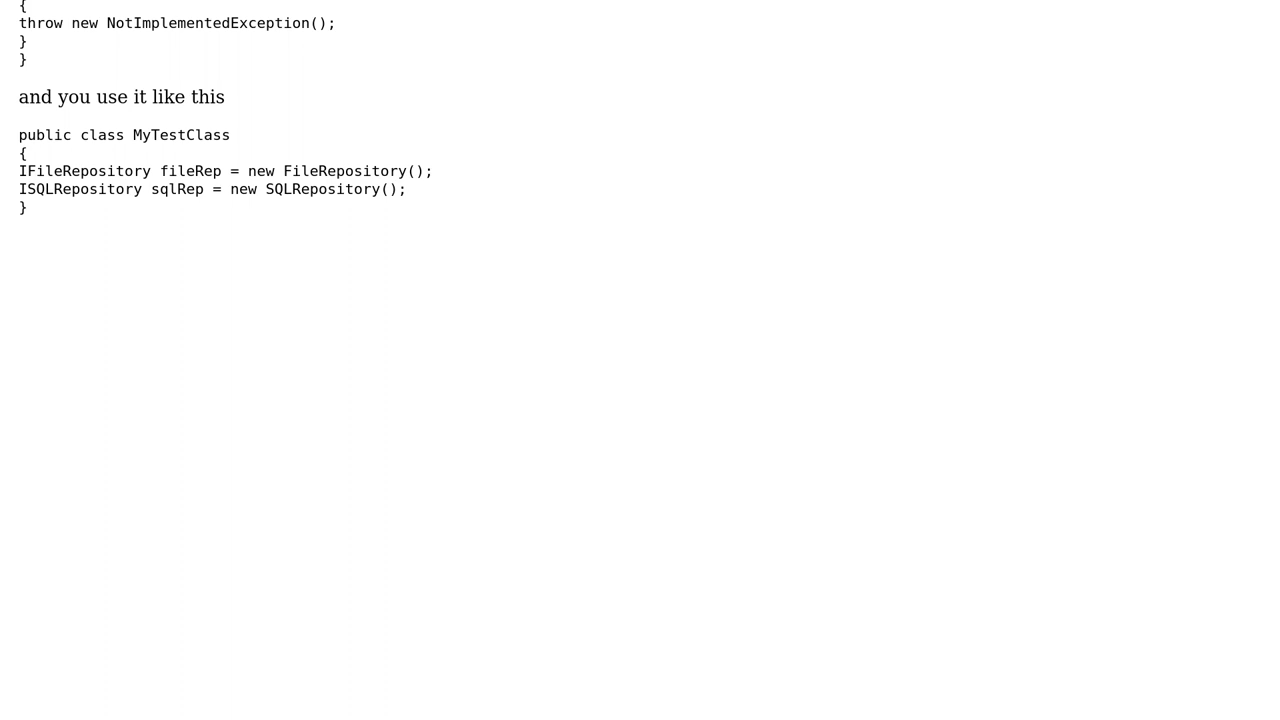 {
throw new NotImplementedException();
}
}
and you use it like this
public class MyTestClass
{
IFileRepository fileRep = new FileRepository();
ISQLRepository sqlRep = new SQLRepository();
}